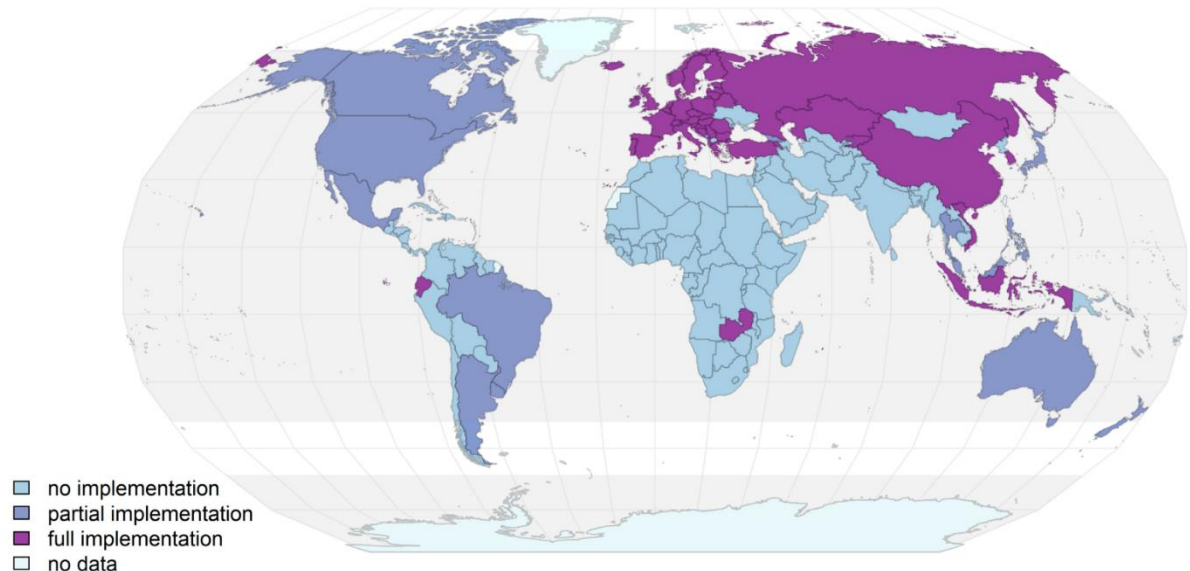 no implementation
partial implementation
full implementation
no data